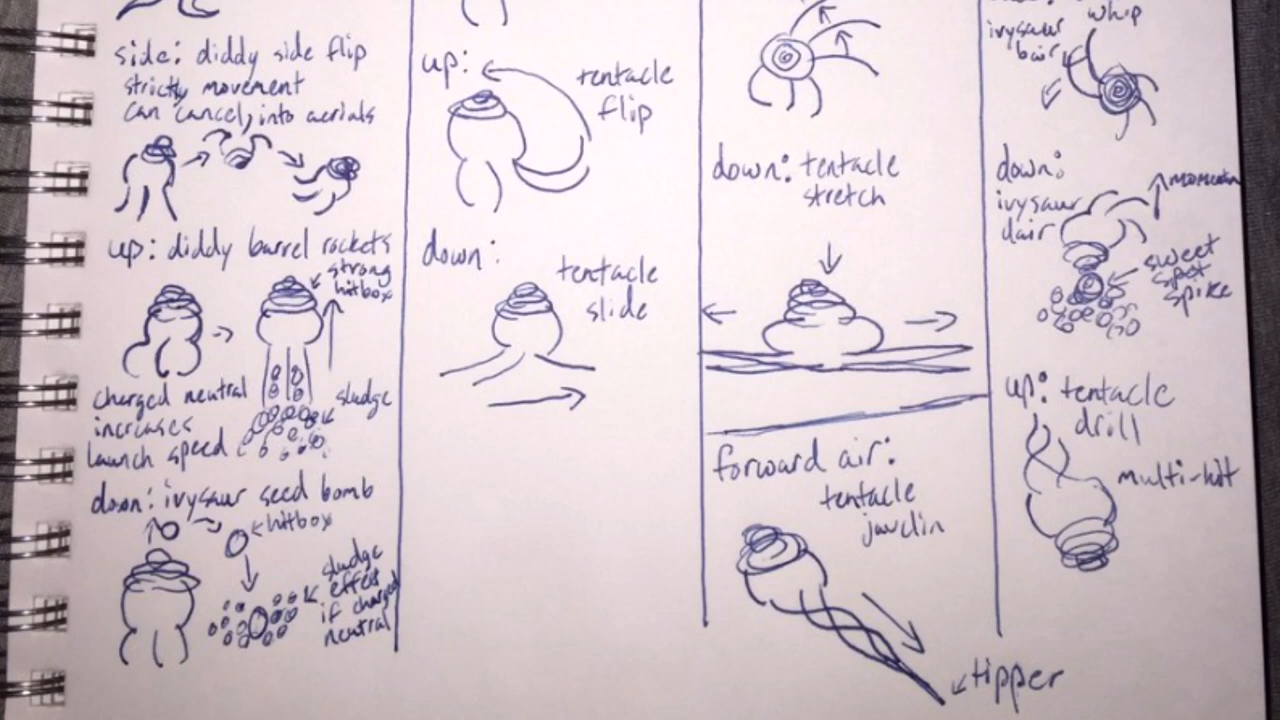 side: diddy side flip
strictly movement
can cancel, into aerials
up: diddy barrel rockets
strong
hitbox
charged neutral
increases
launch speed
sludge
down: ivysaur seed bomb
hitbox
sludge
effect
if charged
neutral
up:
tentacle
flip
down:
tentacle
slide
down: tentacle
stretch
forward air:
tentacle
javelin
tipper
whip
ivysaur
bair
down:
ivysaur
dair
momentum
sweet
spot
spike
up: tentacle
drill
multi-hit